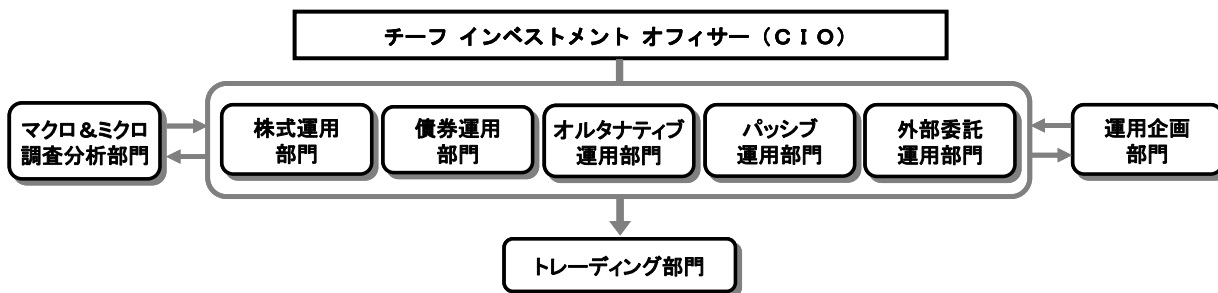 チーフ インベストメント オフィサー（ＣＩＯ）
マクロ＆ミクロ
調査分析部門
株式運用
部門
債券運用
部門
オルタナティブ
運用部門
パッシブ
運用部門
外部委託
運用部門
運用企画
部門
トレーディング部門